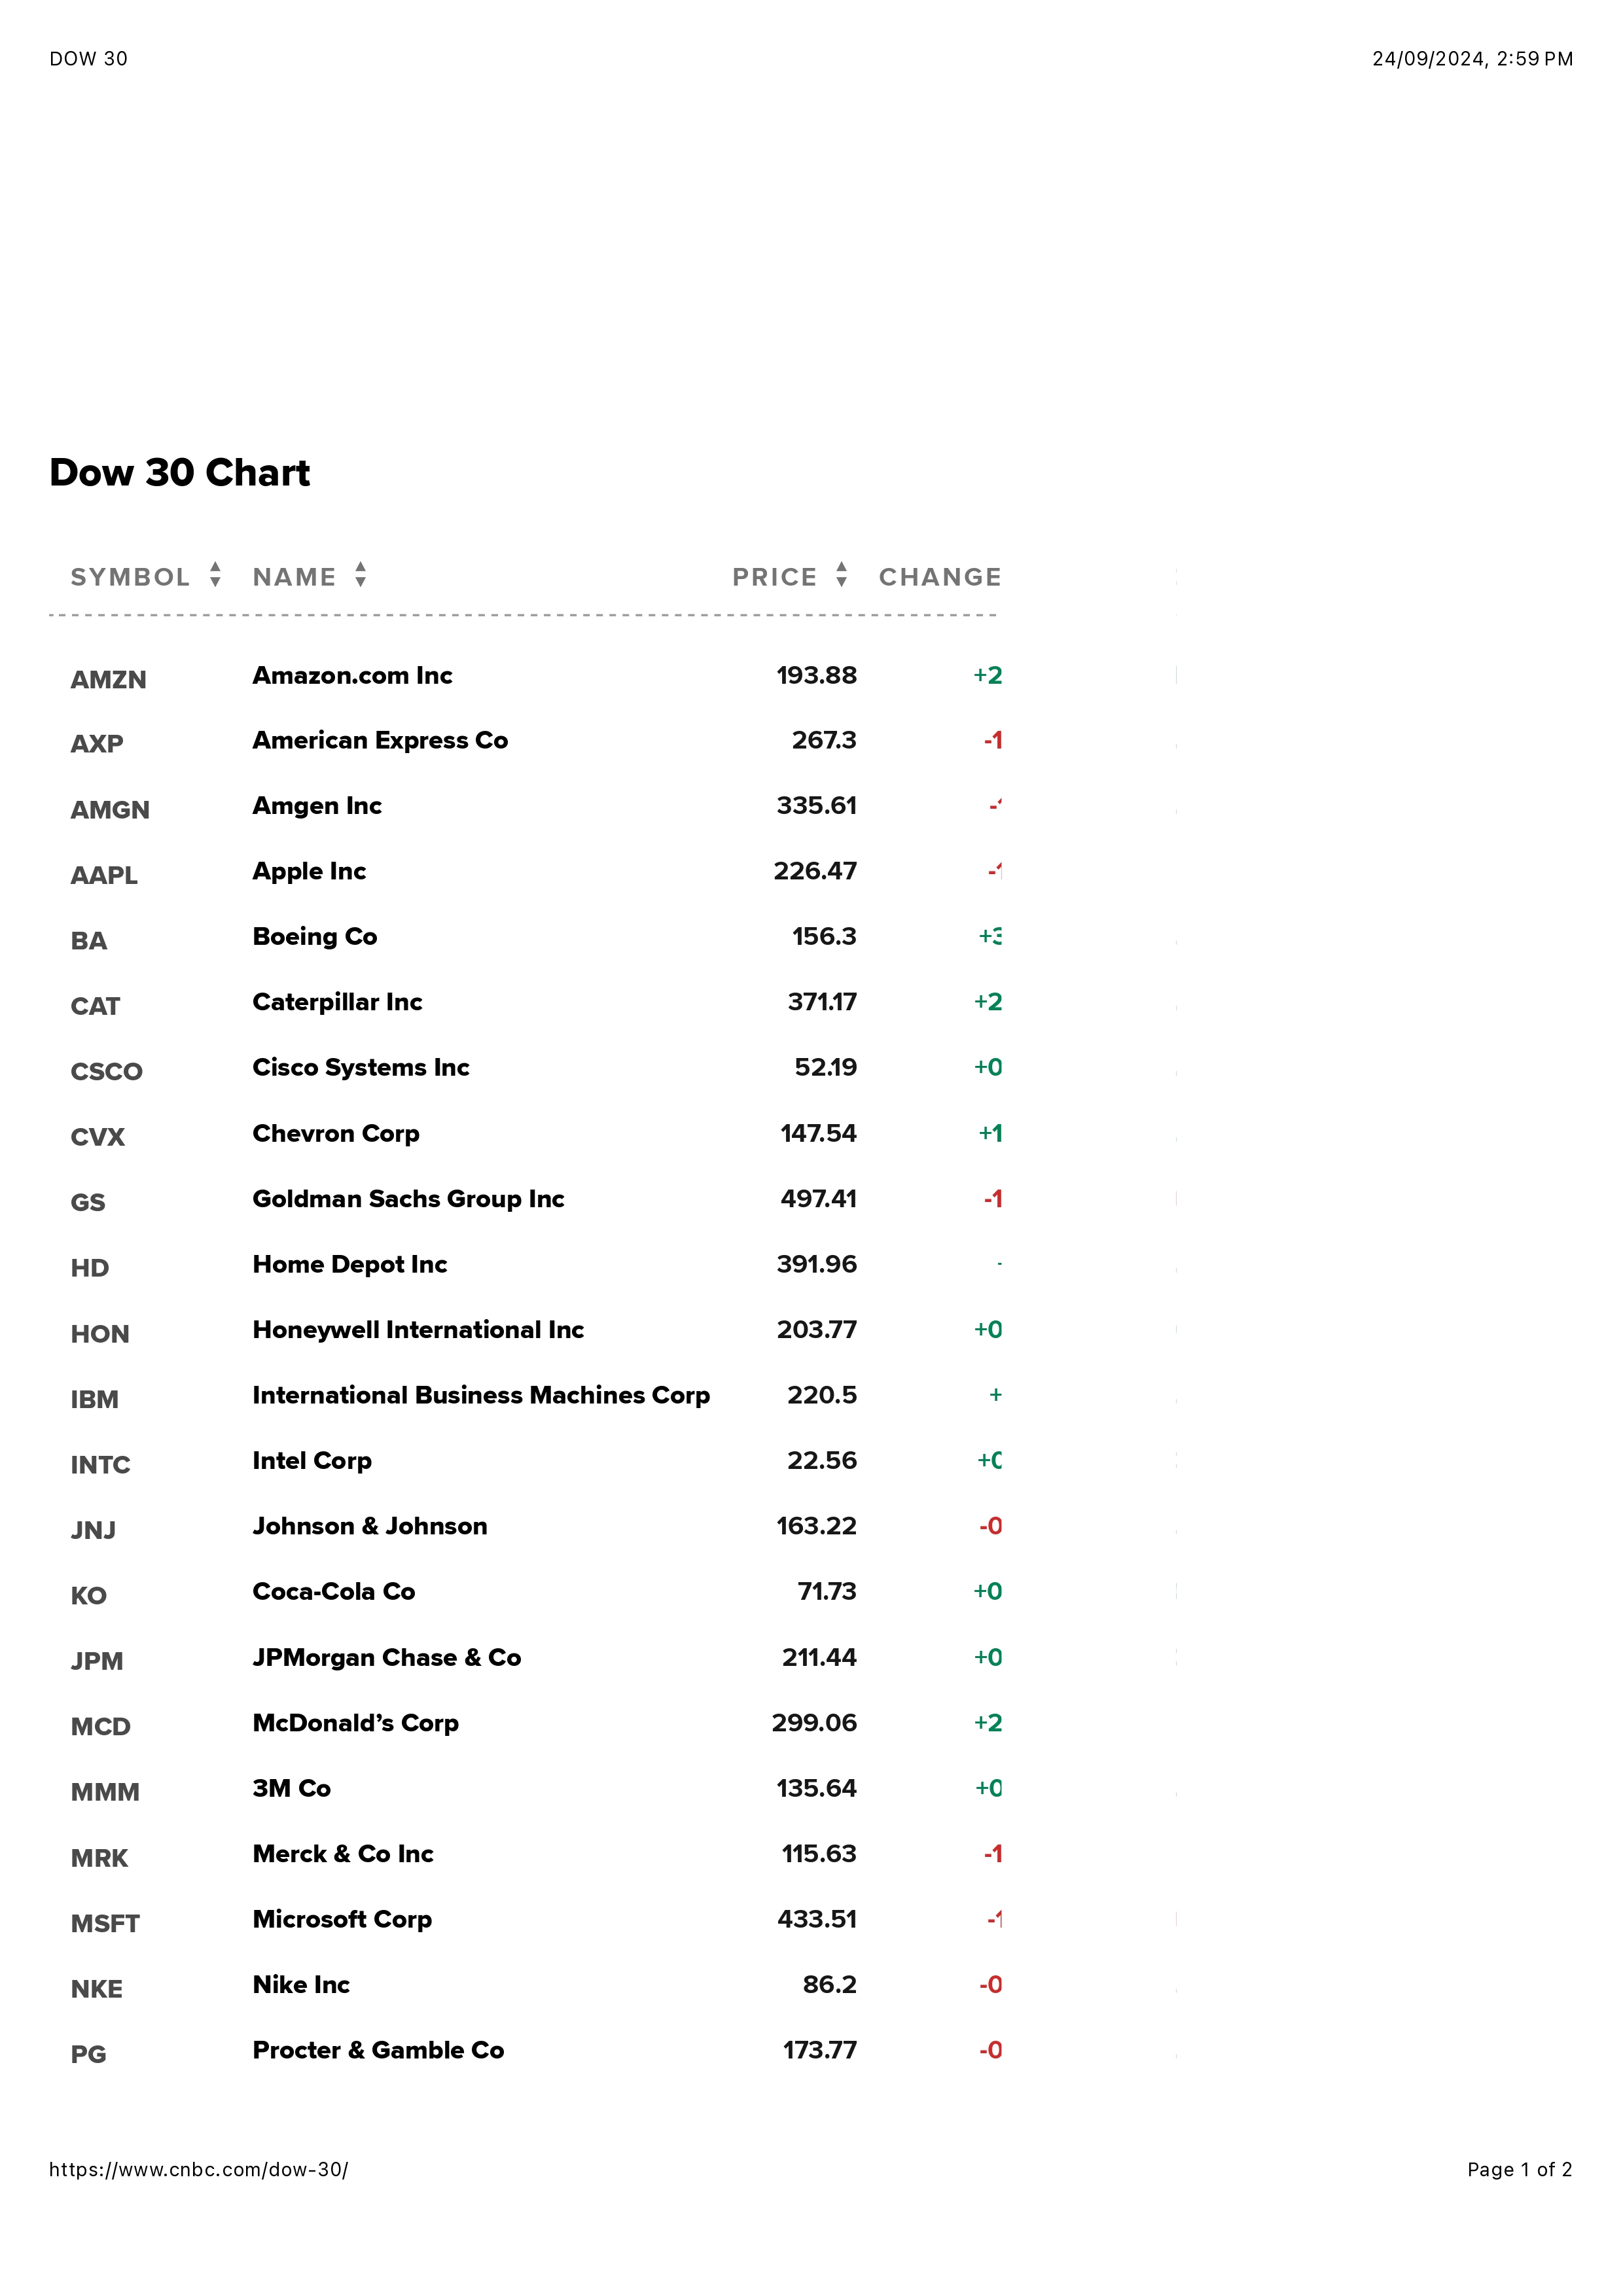 DOW 30 24/09/2024, 2:59 PM
Dow 30 Chart
SYMBOL NAME PRICE CHANGE
AMZN Amazon.com Inc 193.88 +2
AXP American Express Co 267.3 -1
AMGN Amgen Inc 335.61 -
AAPL Apple Inc 226.47 -1
BA Boeing Co 156.3 +3
CAT Caterpillar Inc 371.17 +2
CSCO Cisco Systems Inc 52.19 +0
CVX Chevron Corp 147.54 +1
GS Goldman Sachs Group Inc 497.41 -1
HD Home Depot Inc 391.96
HON Honeywell International Inc 203.77 +0
IBM International Business Machines Corp 220.5 +
INTC Intel Corp 22.56 +0
JNJ Johnson & Johnson 163.22 -0
KO Coca-Cola Co 71.73 +0
JPM JPMorgan Chase & Co 211.44 +0
MCD McDonald’s Corp 299.06 +2
MMM 3M Co 135.64 +0
MRK Merck & Co Inc 115.63 -1
MSFT Microsoft Corp 433.51 -1
NKE Nike Inc 86.2 -0
PG Procter & Gamble Co 173.77 -0
https://www.cnbc.com/dow-30/ Page 1 of 2